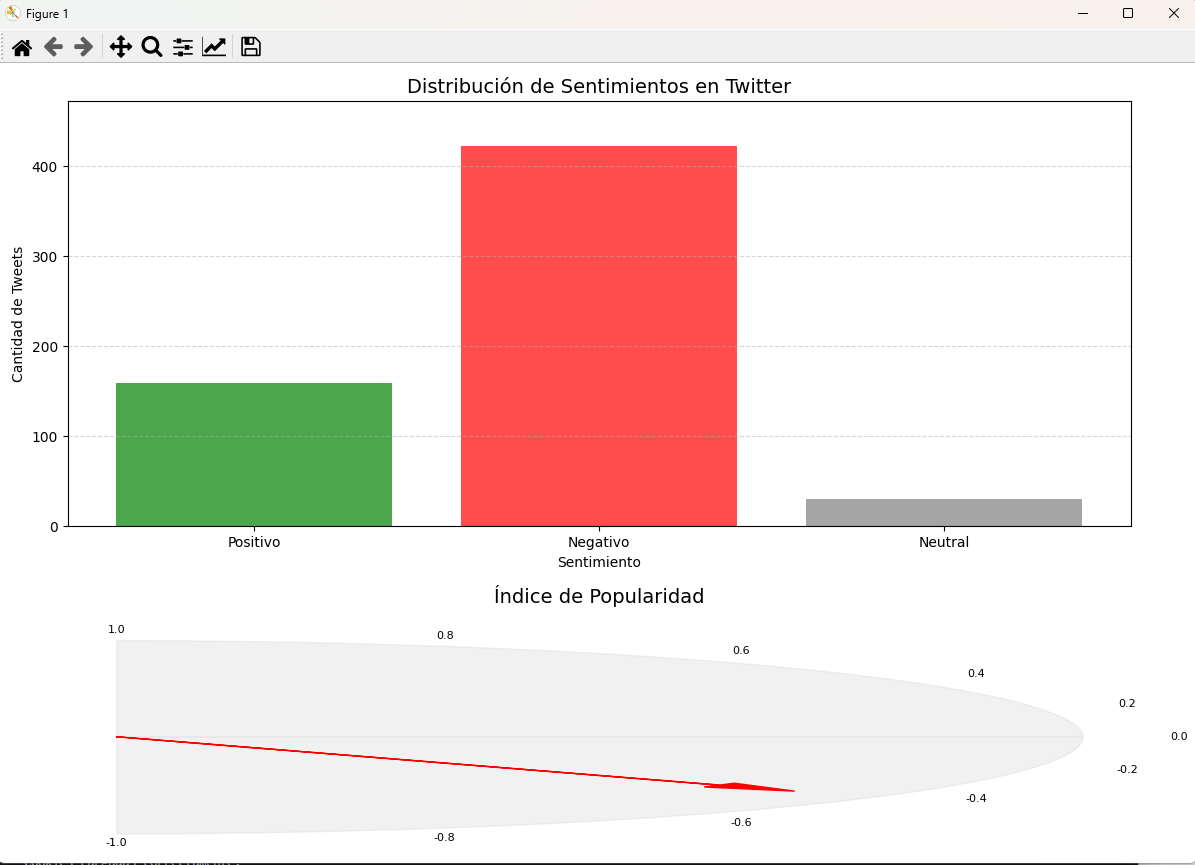 Figure 1
Distribución de Sentimientos en Twitter
400
300
200
100
0
Cantidad de Tweets
Positivo
Negativo
Neutral
Sentimiento
Índice de Popularidad
1.0
0.8
0.6
0.4
0.2
0.0
-0.2
-0.4
-0.6
-0.8
-1.0